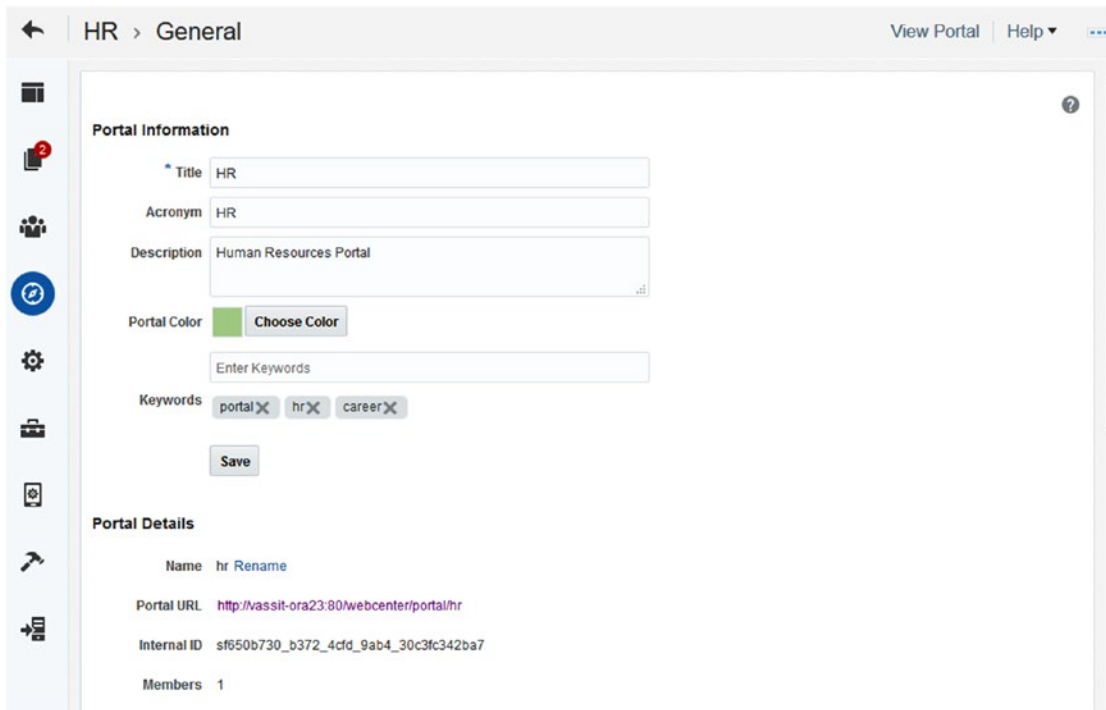 HR > General
View Portal
Help
2
Portal Information
* Title HR
Acronym HR
Description Human Resources Portal
Portal Color Choose Color
Enter Keywords
Keywords portal hr career
Save
Portal Details
Name hr Rename
Portal URL http://vassit-ora23:80/webcenter/portal/hr
Internal ID sf650b730_b372_4cfd_9ab4_30c3fc342ba7
Members 1